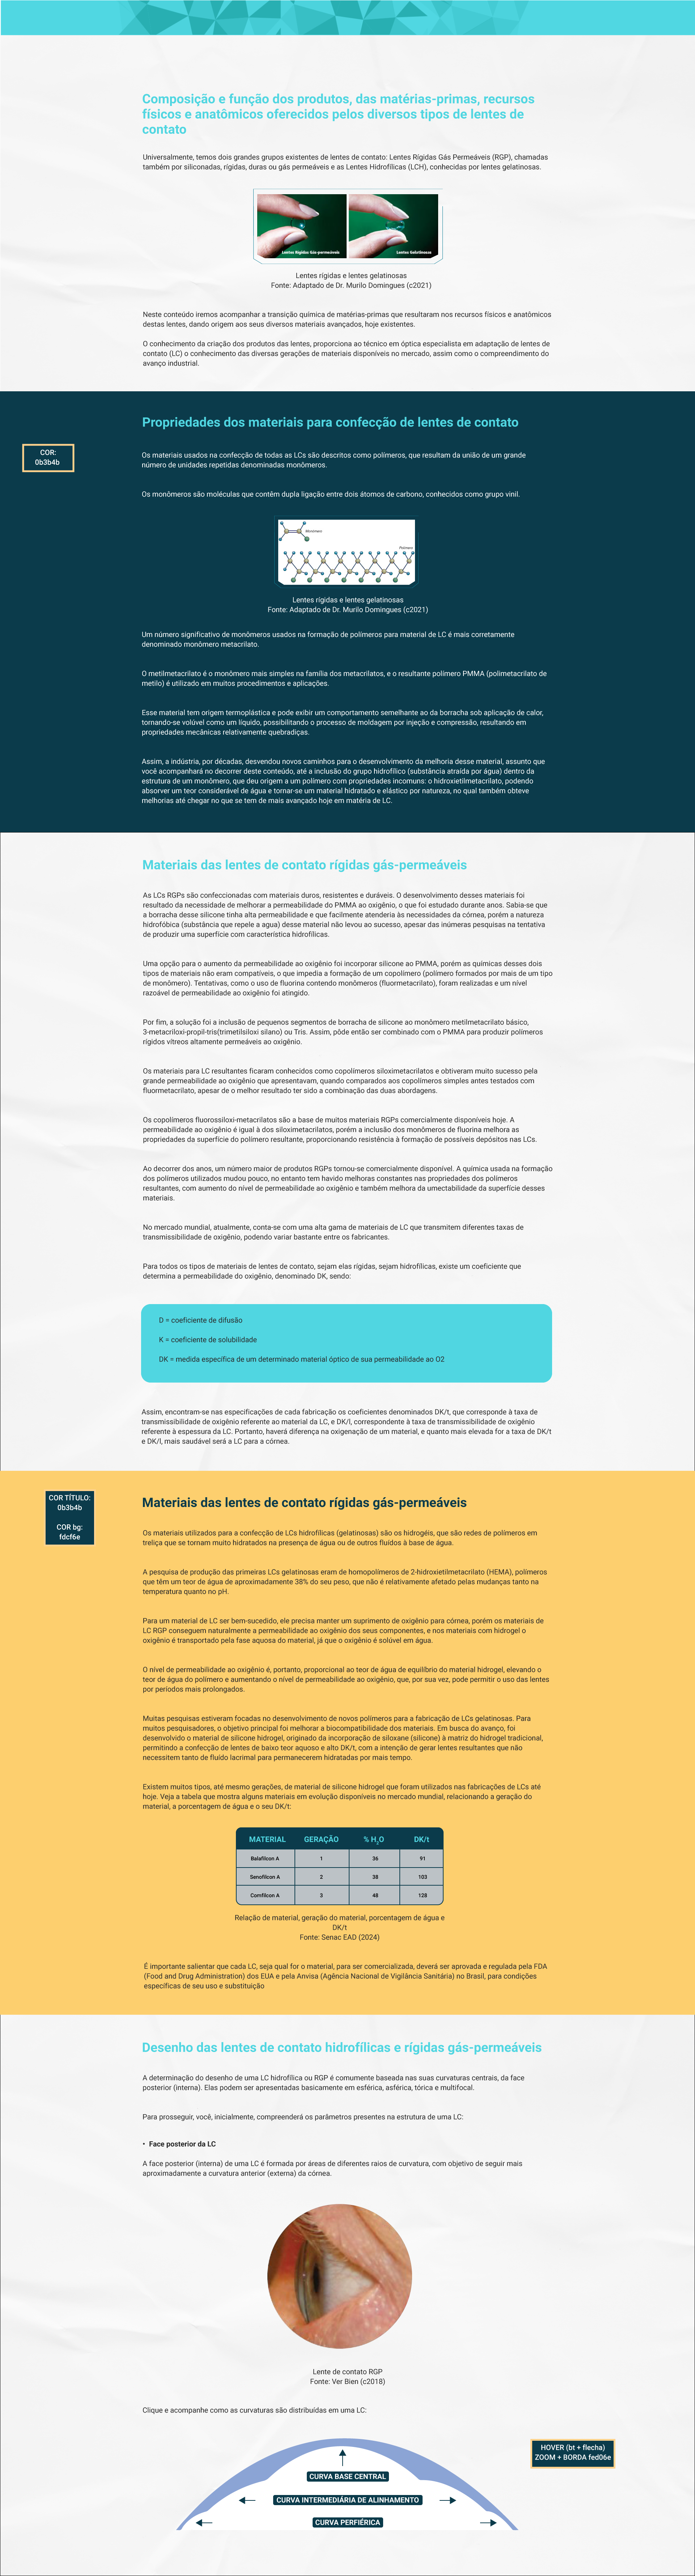 Composição e função dos produtos, das matérias-primas, recursos
físicos e anatômicos oferecidos pelos diversos tipos de lentes de
contato
Universalmente, temos dois grandes grupos existentes de lentes de contato: Lentes Rígidas Gás Permeáveis (RGP), chamadas
também por siliconadas, rígidas, duras ou gás permeáveis e as Lentes Hidrofílicas (LCH), conhecidas por lentes gelatinosas.
Lentes Rígidas Gás-permeáveis
Lentes Gelatinosas
Lentes rígidas e lentes gelatinosas
Fonte: Adaptado de Dr. Murilo Domingues (c2021)
Neste conteúdo iremos acompanhar a transição química de matérias-primas que resultaram nos recursos físicos e anatômicos
destas lentes, dando origem aos seus diversos materiais avançados, hoje existentes.
O conhecimento da criação dos produtos das lentes, proporciona ao técnico em óptica especialista em adaptação de lentes de
contato (LC) o conhecimento das diversas gerações de materiais disponíveis no mercado, assim como o compreendimento do
avanço industrial.
Propriedades dos materiais para confecção de lentes de contato
COR:
0b3b4b
Os materiais usados na confecção de todas as LCs são descritos como polímeros, que resultam da união de um grande
número de unidades repetidas denominadas monômeros.
Os monômeros são moléculas que contêm dupla ligação entre dois átomos de carbono, conhecidos como grupo vinil.
Monômero
Polímero
Lentes rígidas e lentes gelatinosas
Fonte: Adaptado de Dr. Murilo Domingues (c2021)
Um número significativo de monômeros usados na formação de polímeros para material de LC é mais corretamente
denominado monômero metacrilato.
O metilmetacrilato é o monômero mais simples na família dos metacrilatos, e o resultante polímero PMMA (polimetacrilato de
metilo) é utilizado em muitos procedimentos e aplicações.
Esse material tem origem termoplástica e pode exibir um comportamento semelhante ao da borracha sob aplicação de calor,
tornando-se volúvel como um líquido, possibilitando o processo de moldagem por injeção e compressão, resultando em
propriedades mecânicas relativamente quebradiças.
Assim, a indústria, por décadas, desvendou novos caminhos para o desenvolvimento da melhoria desse material, assunto que
você acompanhará no decorrer deste conteúdo, até a inclusão do grupo hidrofílico (substância atraída por água) dentro da
estrutura de um monômero, que deu origem a um polímero com propriedades incomuns: o hidroxietilmetacrilato, podendo
absorver um teor considerável de água e tornar-se um material hidratado e elástico por natureza, no qual também obteve
melhorias até chegar no que se tem de mais avançado hoje em matéria de LC.
Materiais das lentes de contato rígidas gás-permeáveis
As LCs RGPs são confeccionadas com materiais duros, resistentes e duráveis. O desenvolvimento desses materiais foi
resultado da necessidade de melhorar a permeabilidade do PMMA ao oxigênio, o que foi estudado durante anos. Sabia-se que
a borracha desse silicone tinha alta permeabilidade e que facilmente atenderia às necessidades da córnea, porém a natureza
hidrofóbica (substância que repele a agua) desse material não levou ao sucesso, apesar das inúmeras pesquisas na tentativa
de produzir uma superfície com característica hidrofílicas.
Uma opção para o aumento da permeabilidade ao oxigênio foi incorporar silicone ao PMMA, porém as químicas desses dois
tipos de materiais não eram compatíveis, o que impedia a formação de um copolímero (polímero formados por mais de um tipo
de monômero). Tentativas, como o uso de fluorina contendo monômeros (fluormetacrilato), foram realizadas e um nível
razoável de permeabilidade ao oxigênio foi atingido.
Por fim, a solução foi a inclusão de pequenos segmentos de borracha de silicone ao monômero metilmetacrilato básico,
3-metacriloxi-propil-tris(trimetilsiloxi silano) ou Tris. Assim, pôde então ser combinado com o PMMA para produzir polímeros
rígidos vítreos altamente permeáveis ao oxigênio.
Os materiais para LC resultantes ficaram conhecidos como copolímeros siloximetacrilatos e obtiveram muito sucesso pela
grande permeabilidade ao oxigênio que apresentavam, quando comparados aos copolímeros simples antes testados com
fluormetacrilato, apesar de o melhor resultado ter sido a combinação das duas abordagens.
Os copolímeros fluorossiloxi-metacrilatos são a base de muitos materiais RGPs comercialmente disponíveis hoje. A
permeabilidade ao oxigênio é igual à dos siloximetacrilatos, porém a inclusão dos monômeros de fluorina melhora as
propriedades da superfície do polímero resultante, proporcionando resistência à formação de possíveis depósitos nas LCs.
Ao decorrer dos anos, um número maior de produtos RGPs tornou-se comercialmente disponível. A química usada na formação
dos polímeros utilizados mudou pouco, no entanto tem havido melhoras constantes nas propriedades dos polímeros
resultantes, com aumento do nível de permeabilidade ao oxigênio e também melhora da umectabilidade da superfície desses
materiais.
No mercado mundial, atualmente, conta-se com uma alta gama de materiais de LC que transmitem diferentes taxas de
transmissibilidade de oxigênio, podendo variar bastante entre os fabricantes.
Para todos os tipos de materiais de lentes de contato, sejam elas rígidas, sejam hidrofílicas, existe um coeficiente que
determina a permeabilidade do oxigênio, denominado DK, sendo:
D = coeficiente de difusão
K = coeficiente de solubilidade
DK = medida específica de um determinado material óptico de sua permeabilidade ao O2
Assim, encontram-se nas especificações de cada fabricação os coeficientes denominados DK/t, que corresponde à taxa de
transmissibilidade de oxigênio referente ao material da LC, e DK/l, correspondente à taxa de transmissibilidade de oxigênio
referente à espessura da LC. Portanto, haverá diferença na oxigenação de um material, e quanto mais elevada for a taxa de DK/t
e DK/l, mais saudável será a LC para a córnea.
COR TÍTULO:
0b3b4b
COR bg:
fdcf6e
Materiais das lentes de contato rígidas gás-permeáveis
Os materiais utilizados para a confecção de LCs hidrofílicas (gelatinosas) são os hidrogéis, que são redes de polímeros em
treliça que se tornam muito hidratados na presença de água ou de outros fluidos à base de água.
A pesquisa de produção das primeiras LCs gelatinosas eram de homopolímeros de 2-hidroxietilmetacrilato (HEMA), polímeros
que têm um teor de água de aproximadamente 38% do seu peso, que não é relativamente afetado pelas mudanças tanto na
temperatura quanto no pH.
Para um material de LC ser bem-sucedido, ele precisa manter um suprimento de oxigênio para córnea, porém os materiais de
LC RGP conseguem naturalmente a permeabilidade ao oxigênio dos seus componentes, e nos materiais com hidrogel o
oxigênio é transportado pela fase aquosa do material, já que o oxigênio é solúvel em água.
O nível de permeabilidade ao oxigênio é, portanto, proporcional ao teor de água de equilíbrio do material hidrogel, elevando o
teor de água do polímero e aumentando o nível de permeabilidade ao oxigênio, que, por sua vez, pode permitir o uso das lentes
por períodos mais prolongados.
Muitas pesquisas estiveram focadas no desenvolvimento de novos polímeros para a fabricação de LCs gelatinosas. Para
muitos pesquisadores, o objetivo principal foi melhorar a biocompatibilidade dos materiais. Em busca do avanço, foi
desenvolvido o material de silicone hidrogel, originado da incorporação de siloxane (silicone) à matriz do hidrogel tradicional,
permitindo a confecção de lentes de baixo teor aquoso e alto DK/t, com a intenção de gerar lentes resultantes que não
necessitem tanto de fluido lacrimal para permanecerem hidratadas por mais tempo.
Existem muitos tipos, até mesmo gerações, de material de silicone hidrogel que foram utilizados nas fabricações de LCs até
hoje. Veja a tabela que mostra alguns materiais em evolução disponíveis no mercado mundial, relacionando a geração do
material, a porcentagem de água e o seu DK/t:
MATERIAL GERAÇÃO % H2O DK/t
Balafilcon A 1 36 91
Senofilcon A 2 38 103
Comfilcon A 3 48 128
Relação de material, geração do material, porcentagem de água e
DK/t
Fonte: Senac EAD (2024)
É importante salientar que cada LC, seja qual for o material, para ser comercializada, deverá ser aprovada e regulada pela FDA
(Food and Drug Administration) dos EUA e pela Anvisa (Agência Nacional de Vigilância Sanitária) no Brasil, para condições
específicas de seu uso e substituição
Desenho das lentes de contato hidrofílicas e rígidas gás-permeáveis
A determinação do desenho de uma LC hidrofílica ou RGP é comumente baseada nas suas curvaturas centrais, da face
posterior (interna). Elas podem ser apresentadas basicamente em esférica, asférica, tórica e multifocal.
Para prosseguir, você, inicialmente, compreenderá os parâmetros presentes na estrutura de uma LC:
• Face posterior da LC
A face posterior (interna) de uma LC é formada por áreas de diferentes raios de curvatura, com objetivo de seguir mais
aproximadamente a curvatura anterior (externa) da córnea.
Lente de contato RGP
Fonte: Ver Bien (c2018)
Clique e acompanhe como as curvaturas são distribuídas em uma LC:
HOVER (bt + flecha)
ZOOM + BORDA fed06e
CURVA BASE CENTRAL
CURVA INTERMEDIÁRIA DE ALINHAMENTO
CURVA PERFIÉRICA